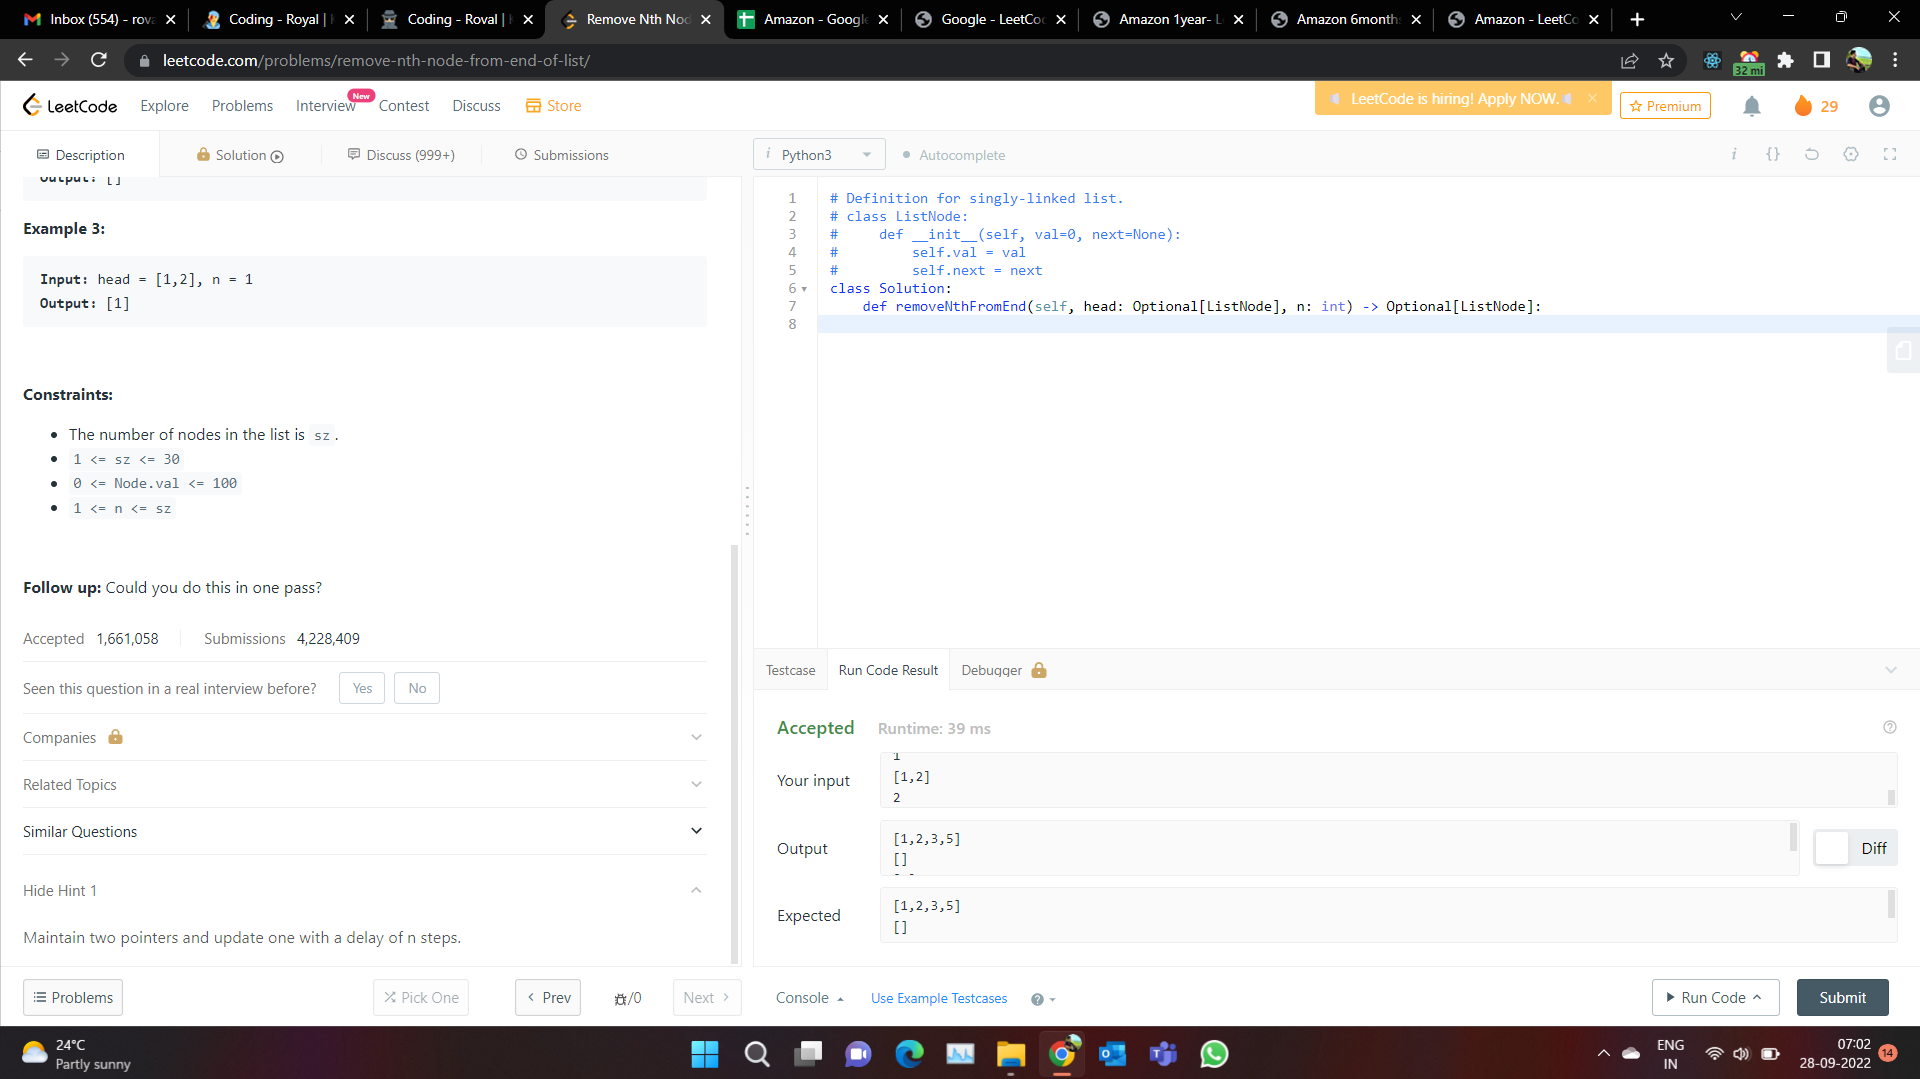 Inbox (554) - rova
Coding - Royal |
Coding - Royal |
Remove Nth Nod
Amazon - Google
Google - LeetCod
Amazon 1year- L
Amazon 6month
Amazon - LeetCo
leetcode.com/problems/remove-nth-node-from-end-of-list/
32 mi
LeetCode
Explore
Problems
Interview
New
Contest
Discuss
Store
LeetCode is hiring! Apply NOW.
Premium
29
Description
Solution
Discuss (999+)
Submissions
i Python3
Autocomplete
Output: []
Example 3:
Input: head = [1,2], n = 1
Output: [1]
Constraints:
The number of nodes in the list is sz.
1 <= sz <= 30
0 <= Node.val <= 100
1 <= n <= sz
Follow up: Could you do this in one pass?
Accepted 1,661,058 Submissions 4,228,409
Seen this question in a real interview before? Yes No
Companies
Related Topics
Similar Questions
Hide Hint 1
Maintain two pointers and update one with a delay of n steps.
Problems
Pick One
< Prev
/0
Next >
1 # Definition for singly-linked list.
2 # class ListNode:
3 #     def __init__(self, val=0, next=None):
4 #         self.val = val
5 #         self.next = next
6 class Solution:
7     def removeNthFromEnd(self, head: Optional[ListNode], n: int) -> Optional[ListNode]:
8
Testcase
Run Code Result
Debugger
Accepted Runtime: 39 ms
Your input
1
[1,2]
2
Output
[1,2,3,5]
[]
Diff
Expected
[1,2,3,5]
[]
Console
Use Example Testcases
Run Code
Submit
24°C
Partly sunny
ENG
IN
07:02
28-09-2022
14